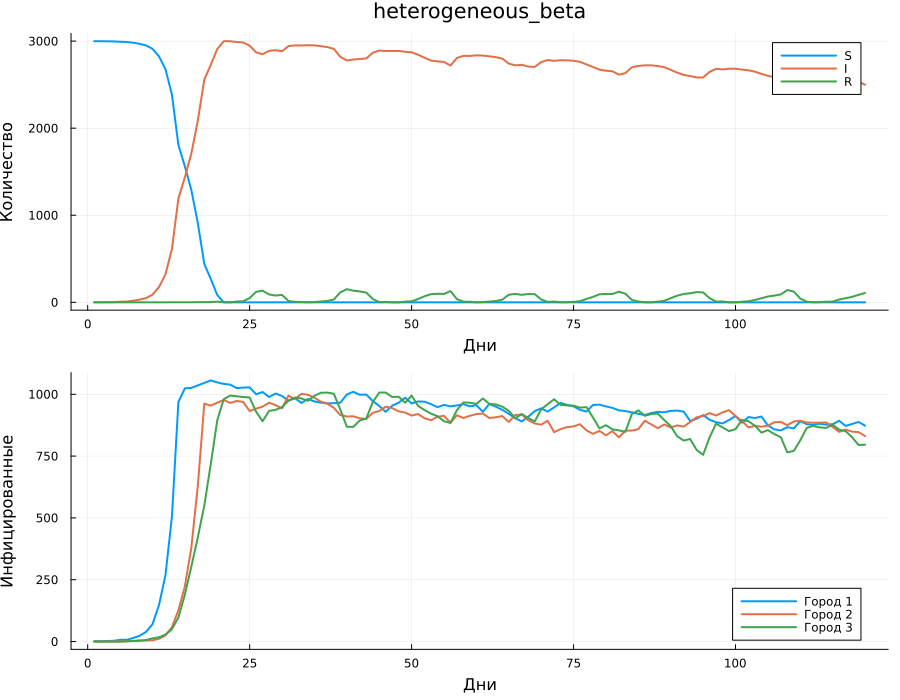 heterogeneous_beta
Количество
3000
2000
1000
0
S
I
R
0
25
50
75
100
Дни
Инфицированные
1000
750
500
250
0
Город 1
Город 2
Город 3
0
25
50
75
100
Дни